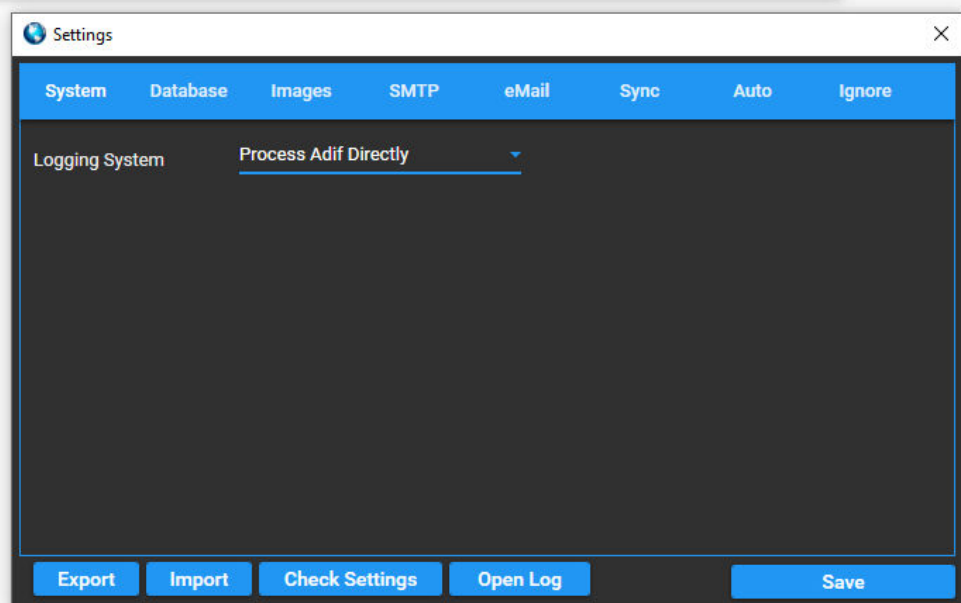 Settings
System Database Images SMTP eMail Sync Auto Ignore
Logging System Process Adif Directly
Export Import Check Settings Open Log Save